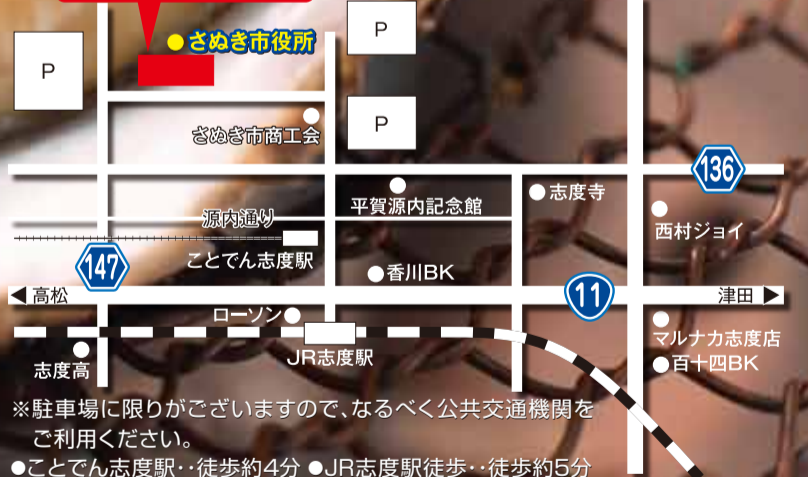 P
さぬき市役所
P
さぬき市商工会
P
136
平賀源内記念館
志度寺
源内通り
西村ジョイ
ことでん志度駅
147
香川BK
高松
11
津田
ローソン
マルナカ志度店
JR志度駅
志度高
百十四BK
※駐車場に限りがございますので、なるべく公共交通機関を
ご利用ください。
●ことでん志度駅‥徒歩約4分 ●JR志度駅徒歩‥徒歩約5分